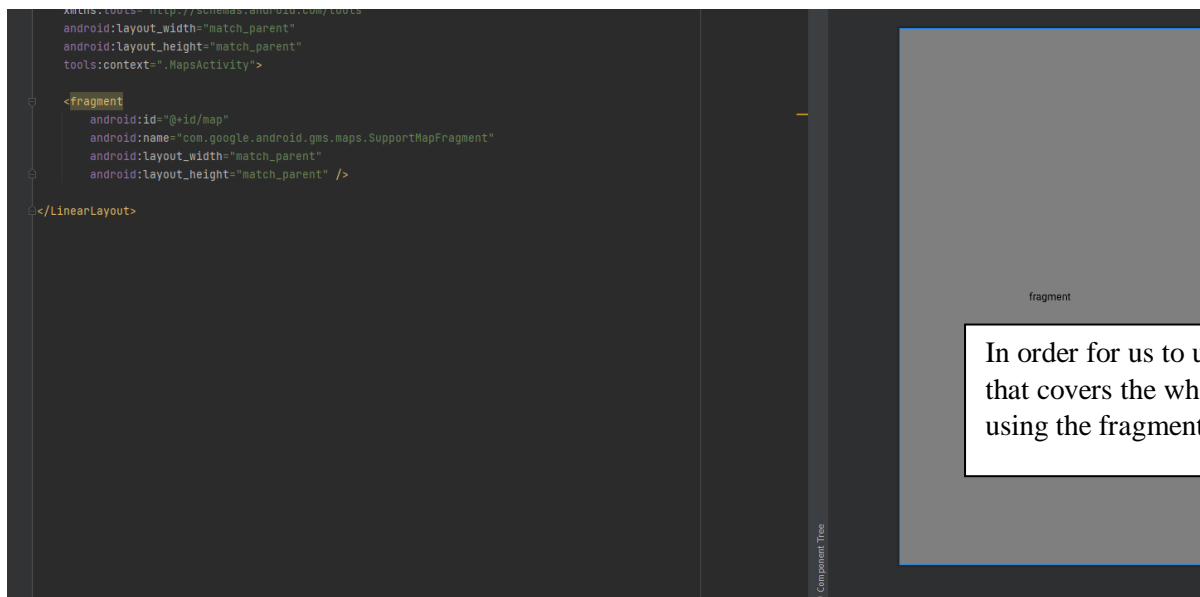 xmlns:tools="http://schemas.android.com/tools"
android:layout_width="match_parent"
android:layout_height="match_parent"
tools:context=".MapsActivity">
<fragment
android:id="@+id/map"
android:name="com.google.android.gms.maps.SupportMapFragment"
android:layout_width="match_parent"
android:layout_height="match_parent" />
</LinearLayout>
fragment
In order for us to
that covers the
using the fragment
Component Tree